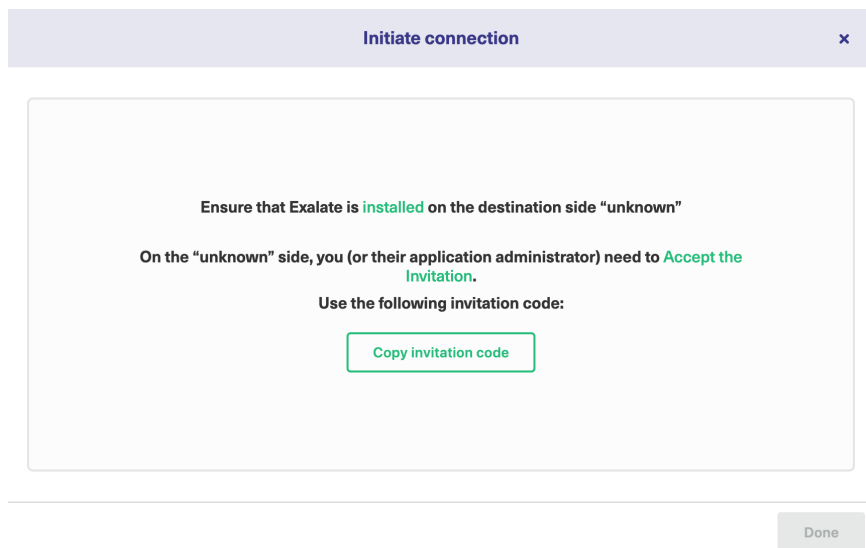 Initiate connection
×
Ensure that Exalate is installed on the destination side “unknown”
On the “unknown” side, you (or their application administrator) need to Accept the
Invitation.
Use the following invitation code:
Copy invitation code
Done